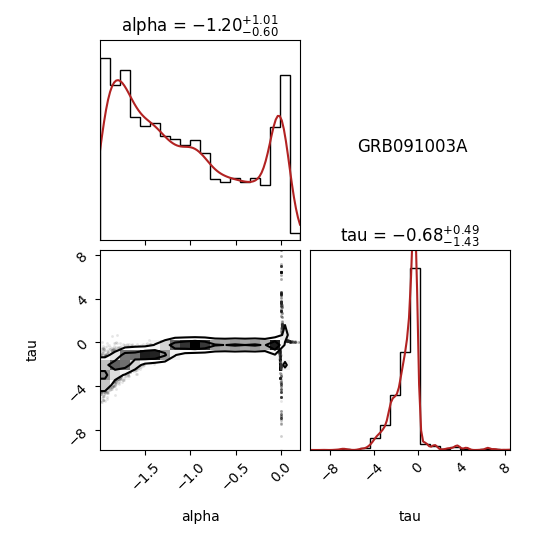 alpha = −1.20^{+1.01}_{−0.60}
GRB091003A
tau = −0.68^{+0.49}_{−1.43}
8
4
0
−4
−8
tau
−1.5
−1.0
−0.5
0.0
alpha
−8
−4
0
4
8
tau